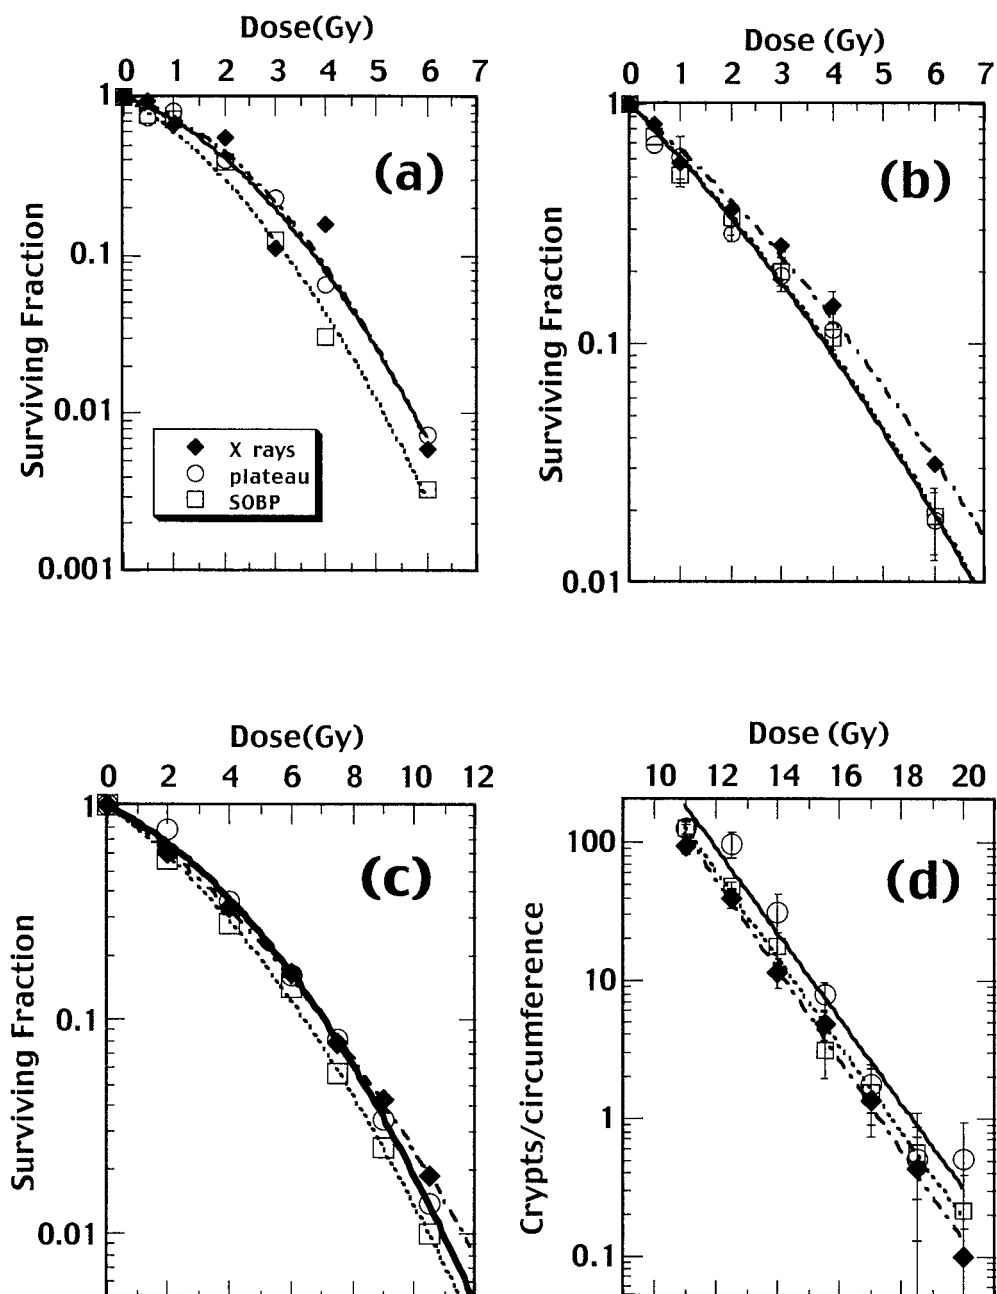 Dose(Gy)
0 1 2 3 4 5 6 7
1
0.1
0.01
0.001
Surviving Fraction
(a)
X rays
plateau
SOBP
Dose (Gy)
0 1 2 3 4 5 6 7
1
0.1
0.01
Surviving Fraction
(b)
Dose(Gy)
0 2 4 6 8 10 12
1
0.1
0.01
Surviving Fraction
(c)
Dose (Gy)
10 12 14 16 18 20
100
10
1
0.1
Crypts/circumference
(d)